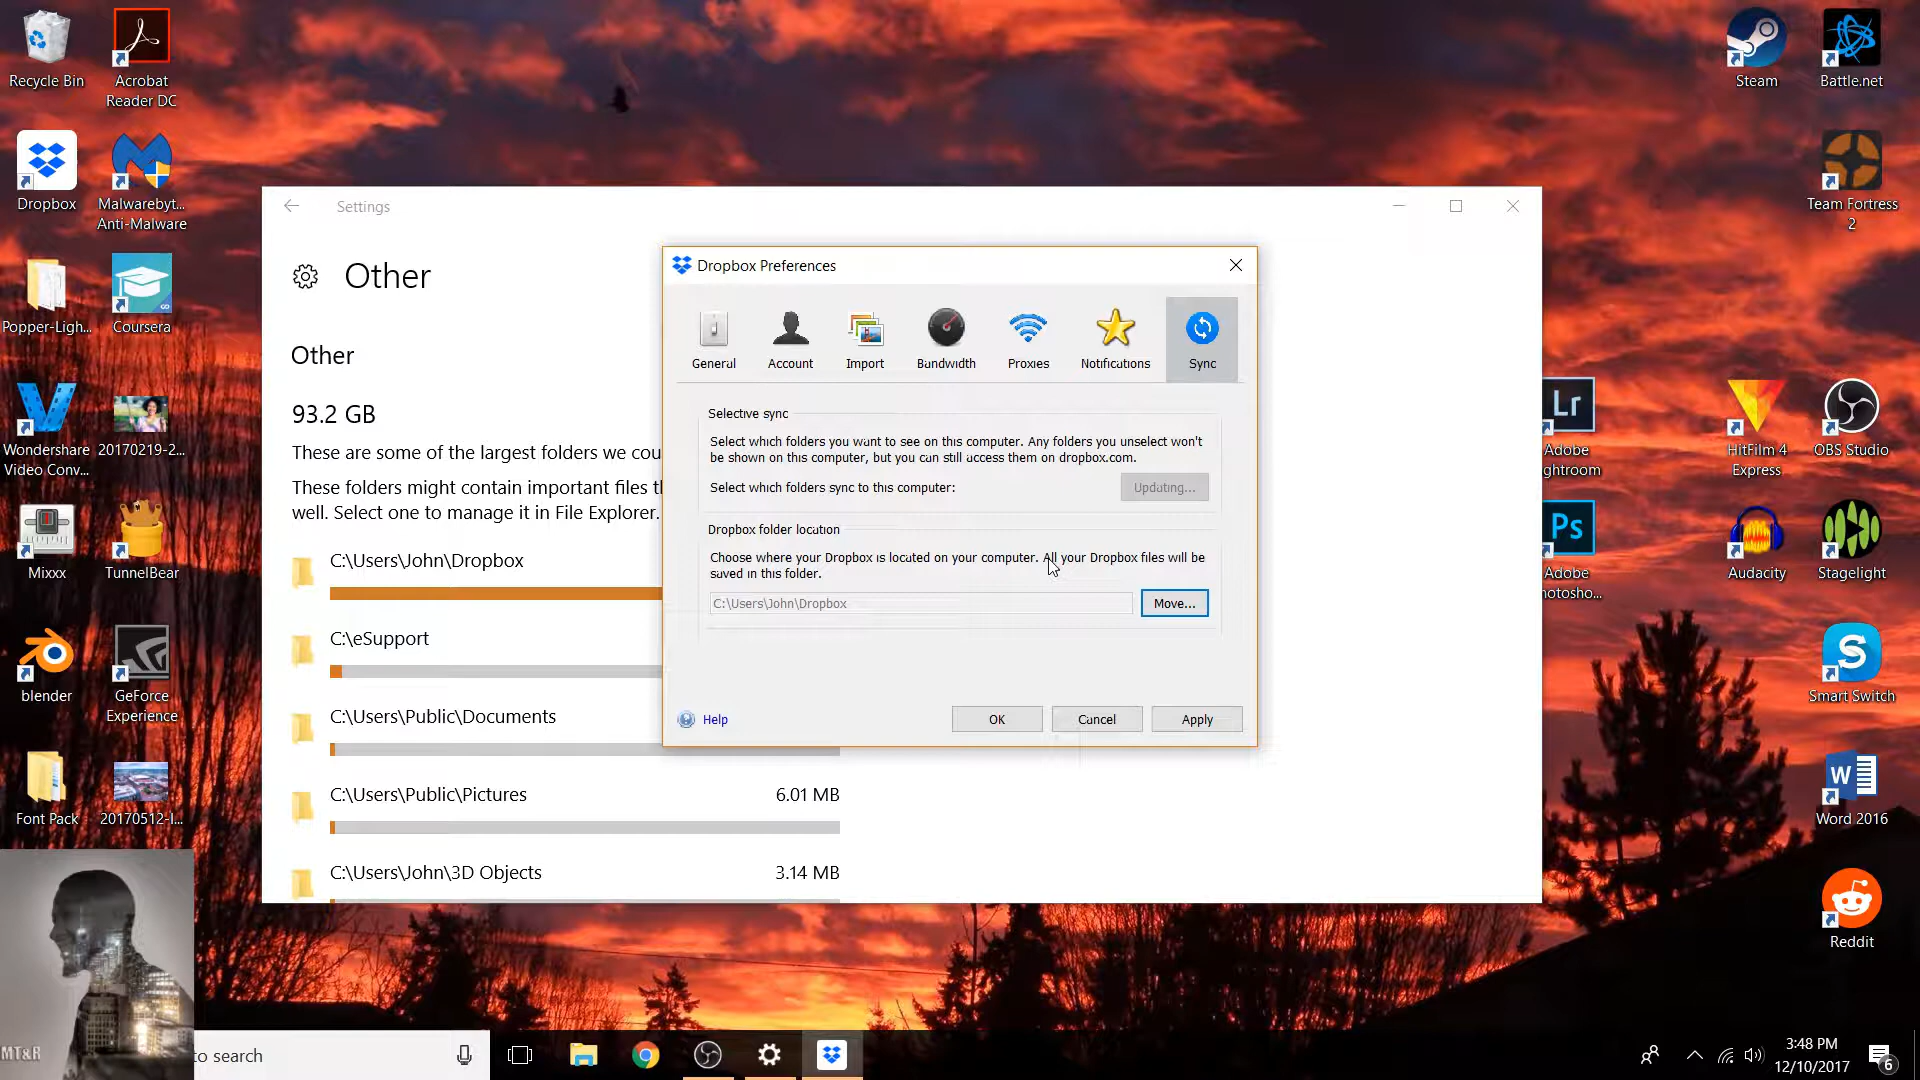 Recycle Bin
Acrobat
Reader DC
Dropbox
Malwarebyt...
Anti-Malware
Popper-Ligh...
Coursera
Wondershare
Video Conv...
20170219-2...
Mixxx
TunnelBear
blender
GeForce
Experience
Font Pack
20170512-I...
MT&R
Settings
Other
Other
93.2 GB
These are some of the largest folders we cou
These folders might contain important files th
well. Select one to manage it in File Explorer.
C:\Users\John\Dropbox
C:\eSupport
C:\Users\Public\Documents
C:\Users\Public\Pictures
6.01 MB
C:\Users\John\3D Objects
3.14 MB
Dropbox Preferences
General
Account
Import
Bandwidth
Proxies
Notifications
Sync
Selective sync
Select which folders you want to see on this computer. Any folders you unselect won't
be shown on this computer, but you can still access them on dropbox.com.
Select which folders sync to this computer:
Updating...
Dropbox folder location
Choose where your Dropbox is located on your computer. All your Dropbox files will be
saved in this folder.
C:\Users\John\Dropbox
Move...
Help
OK
Cancel
Apply
Steam
Battle.net
Team Fortress
2
Lr
Adobe
ightroom
HitFilm 4
Express
OBS Studio
Ps
Adobe
hotosho...
Audacity
Stagelight
S
Smart Switch
W
Word 2016
Reddit
to search
3:48 PM
12/10/2017
6